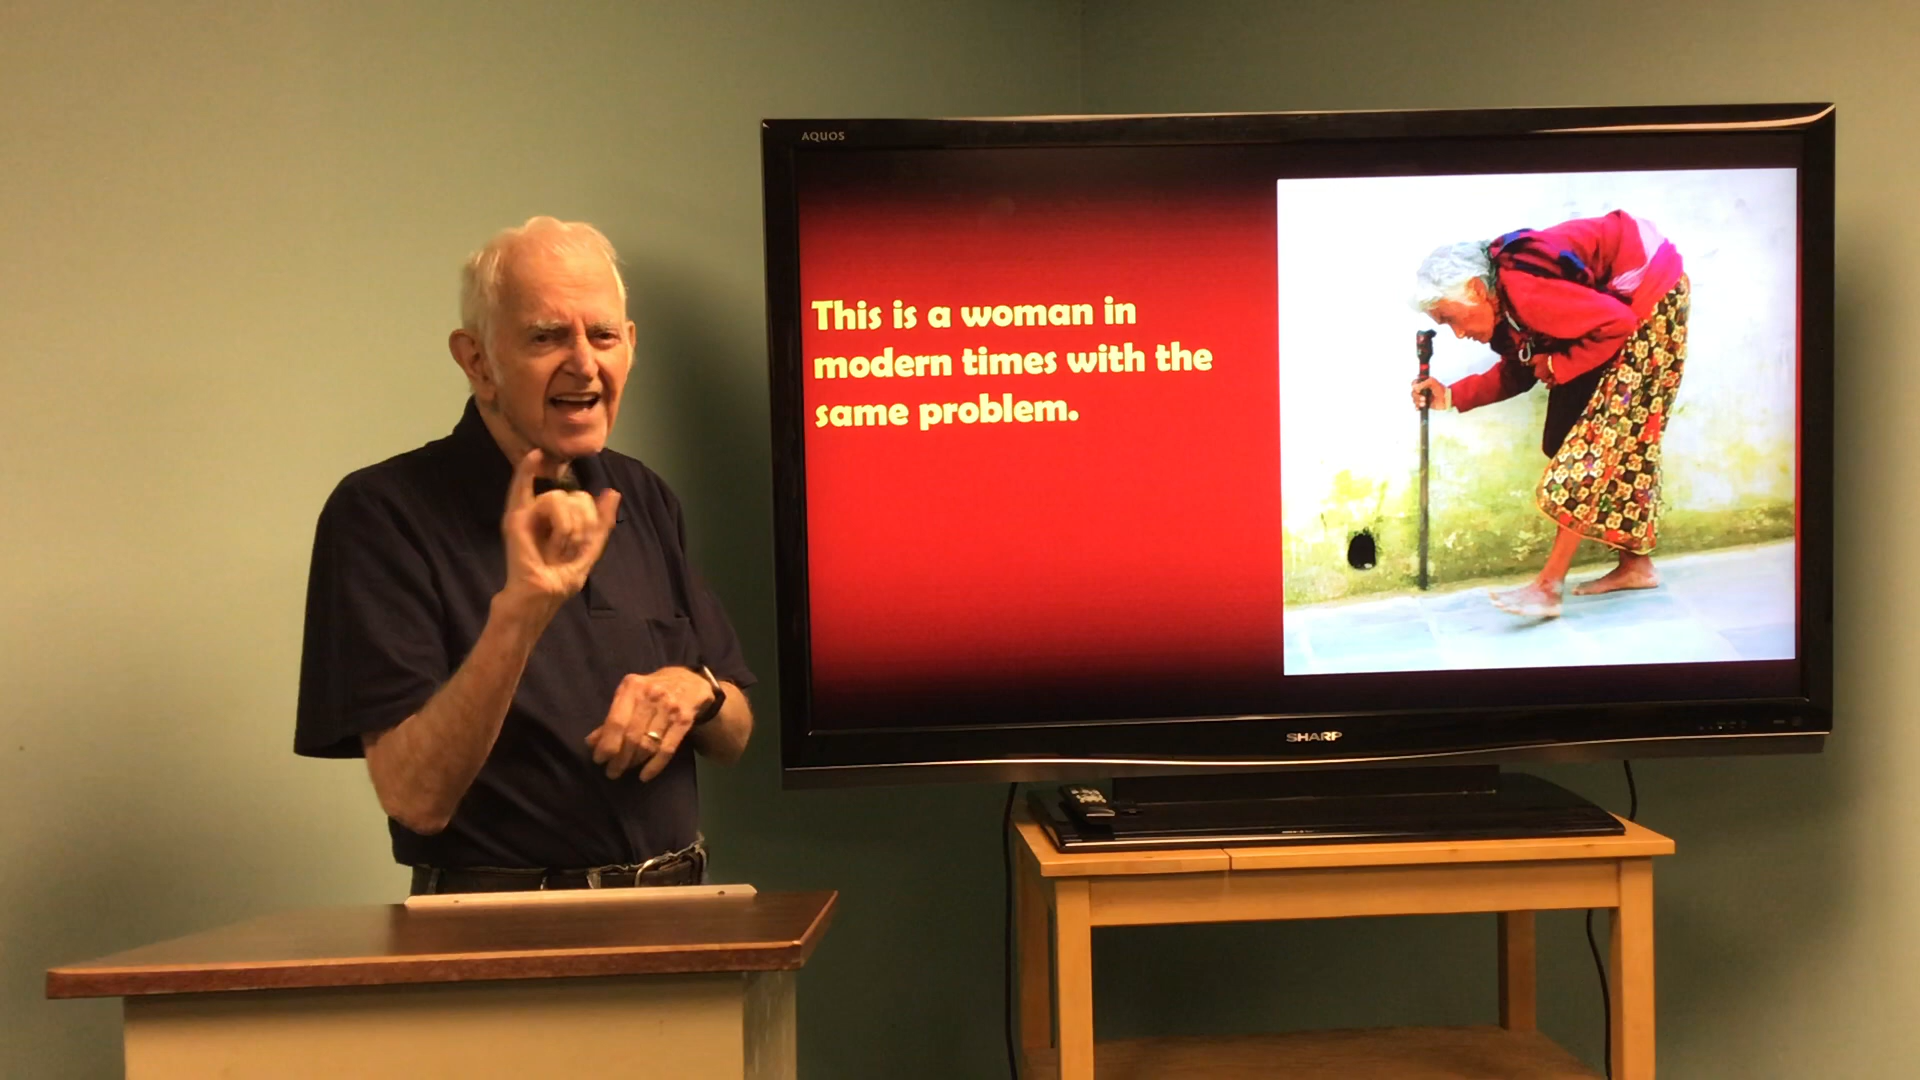 AQUOS
This is a woman in
modern times with the
same problem.
SHARP